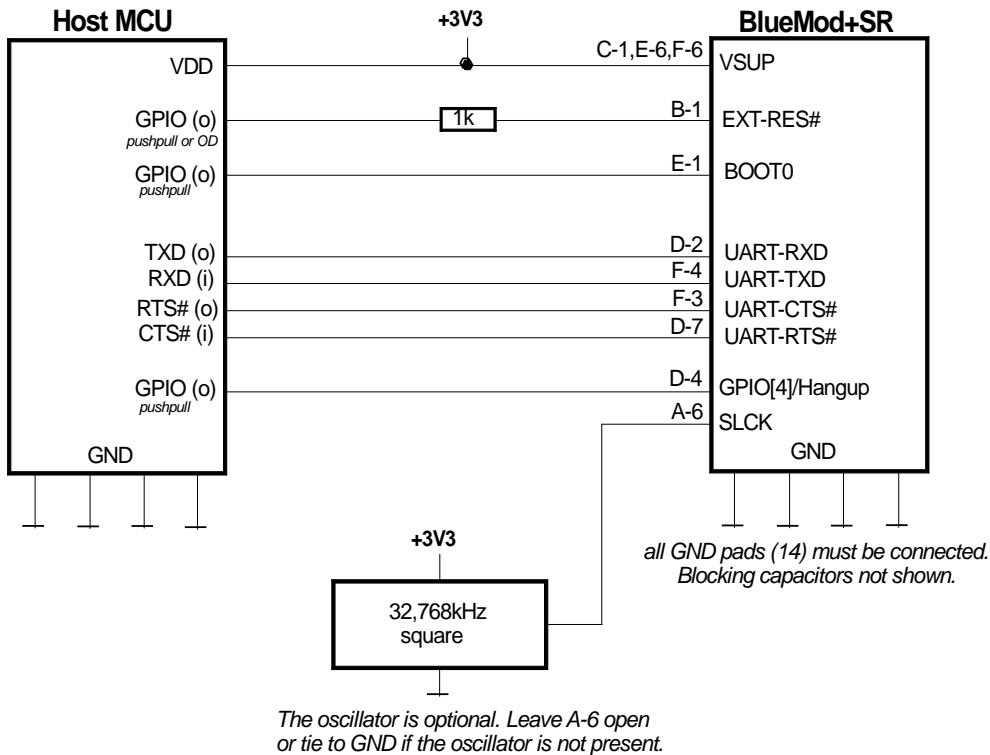 Host MCU
+3V3
BlueMod+SR
VDD
C-1,E-6,F-6
VSUP
GPIO (o)
pushpull or OD
1k
B-1
EXT-RES#
GPIO (o)
pushpull
E-1
BOOT0
TXD (o)
D-2
UART-RXD
RXD (i)
F-4
UART-TXD
RTS# (o)
F-3
UART-CTS#
CTS# (i)
D-7
UART-RTS#
GPIO (o)
pushpull
D-4
GPIO[4]/Hangup
A-6
SLCK
GND
GND
+3V3
32,768kHz
square
all GND pads (14) must be connected.
Blocking capacitors not shown.
The oscillator is optional. Leave A-6 open
or tie to GND if the oscillator is not present.